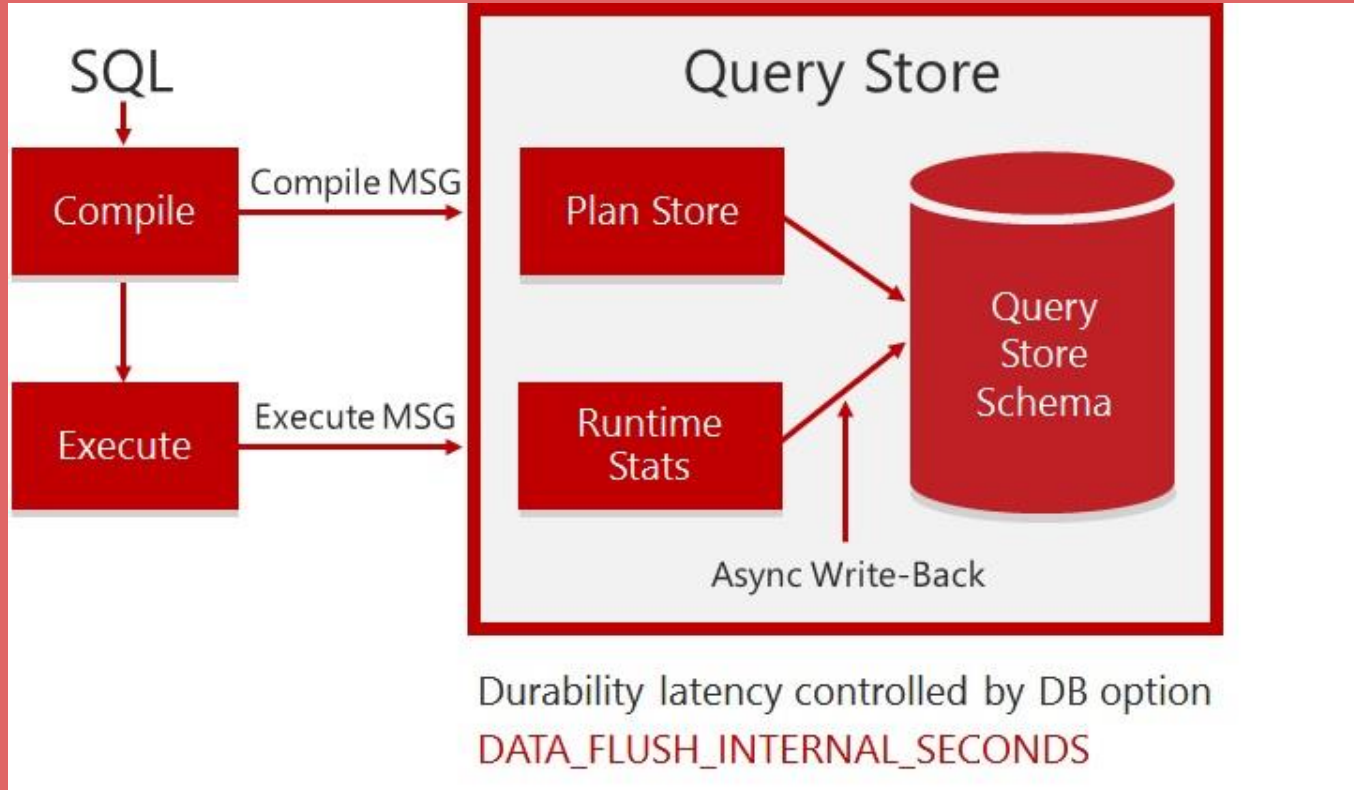 SQL
Query Store
Compile
Compile MSG
Plan Store
Query
Store
Schema
Execute
Execute MSG
Runtime
Stats
Async Write-Back
Durability latency controlled by DB option
DATA_FLUSH_INTERNAL_SECONDS